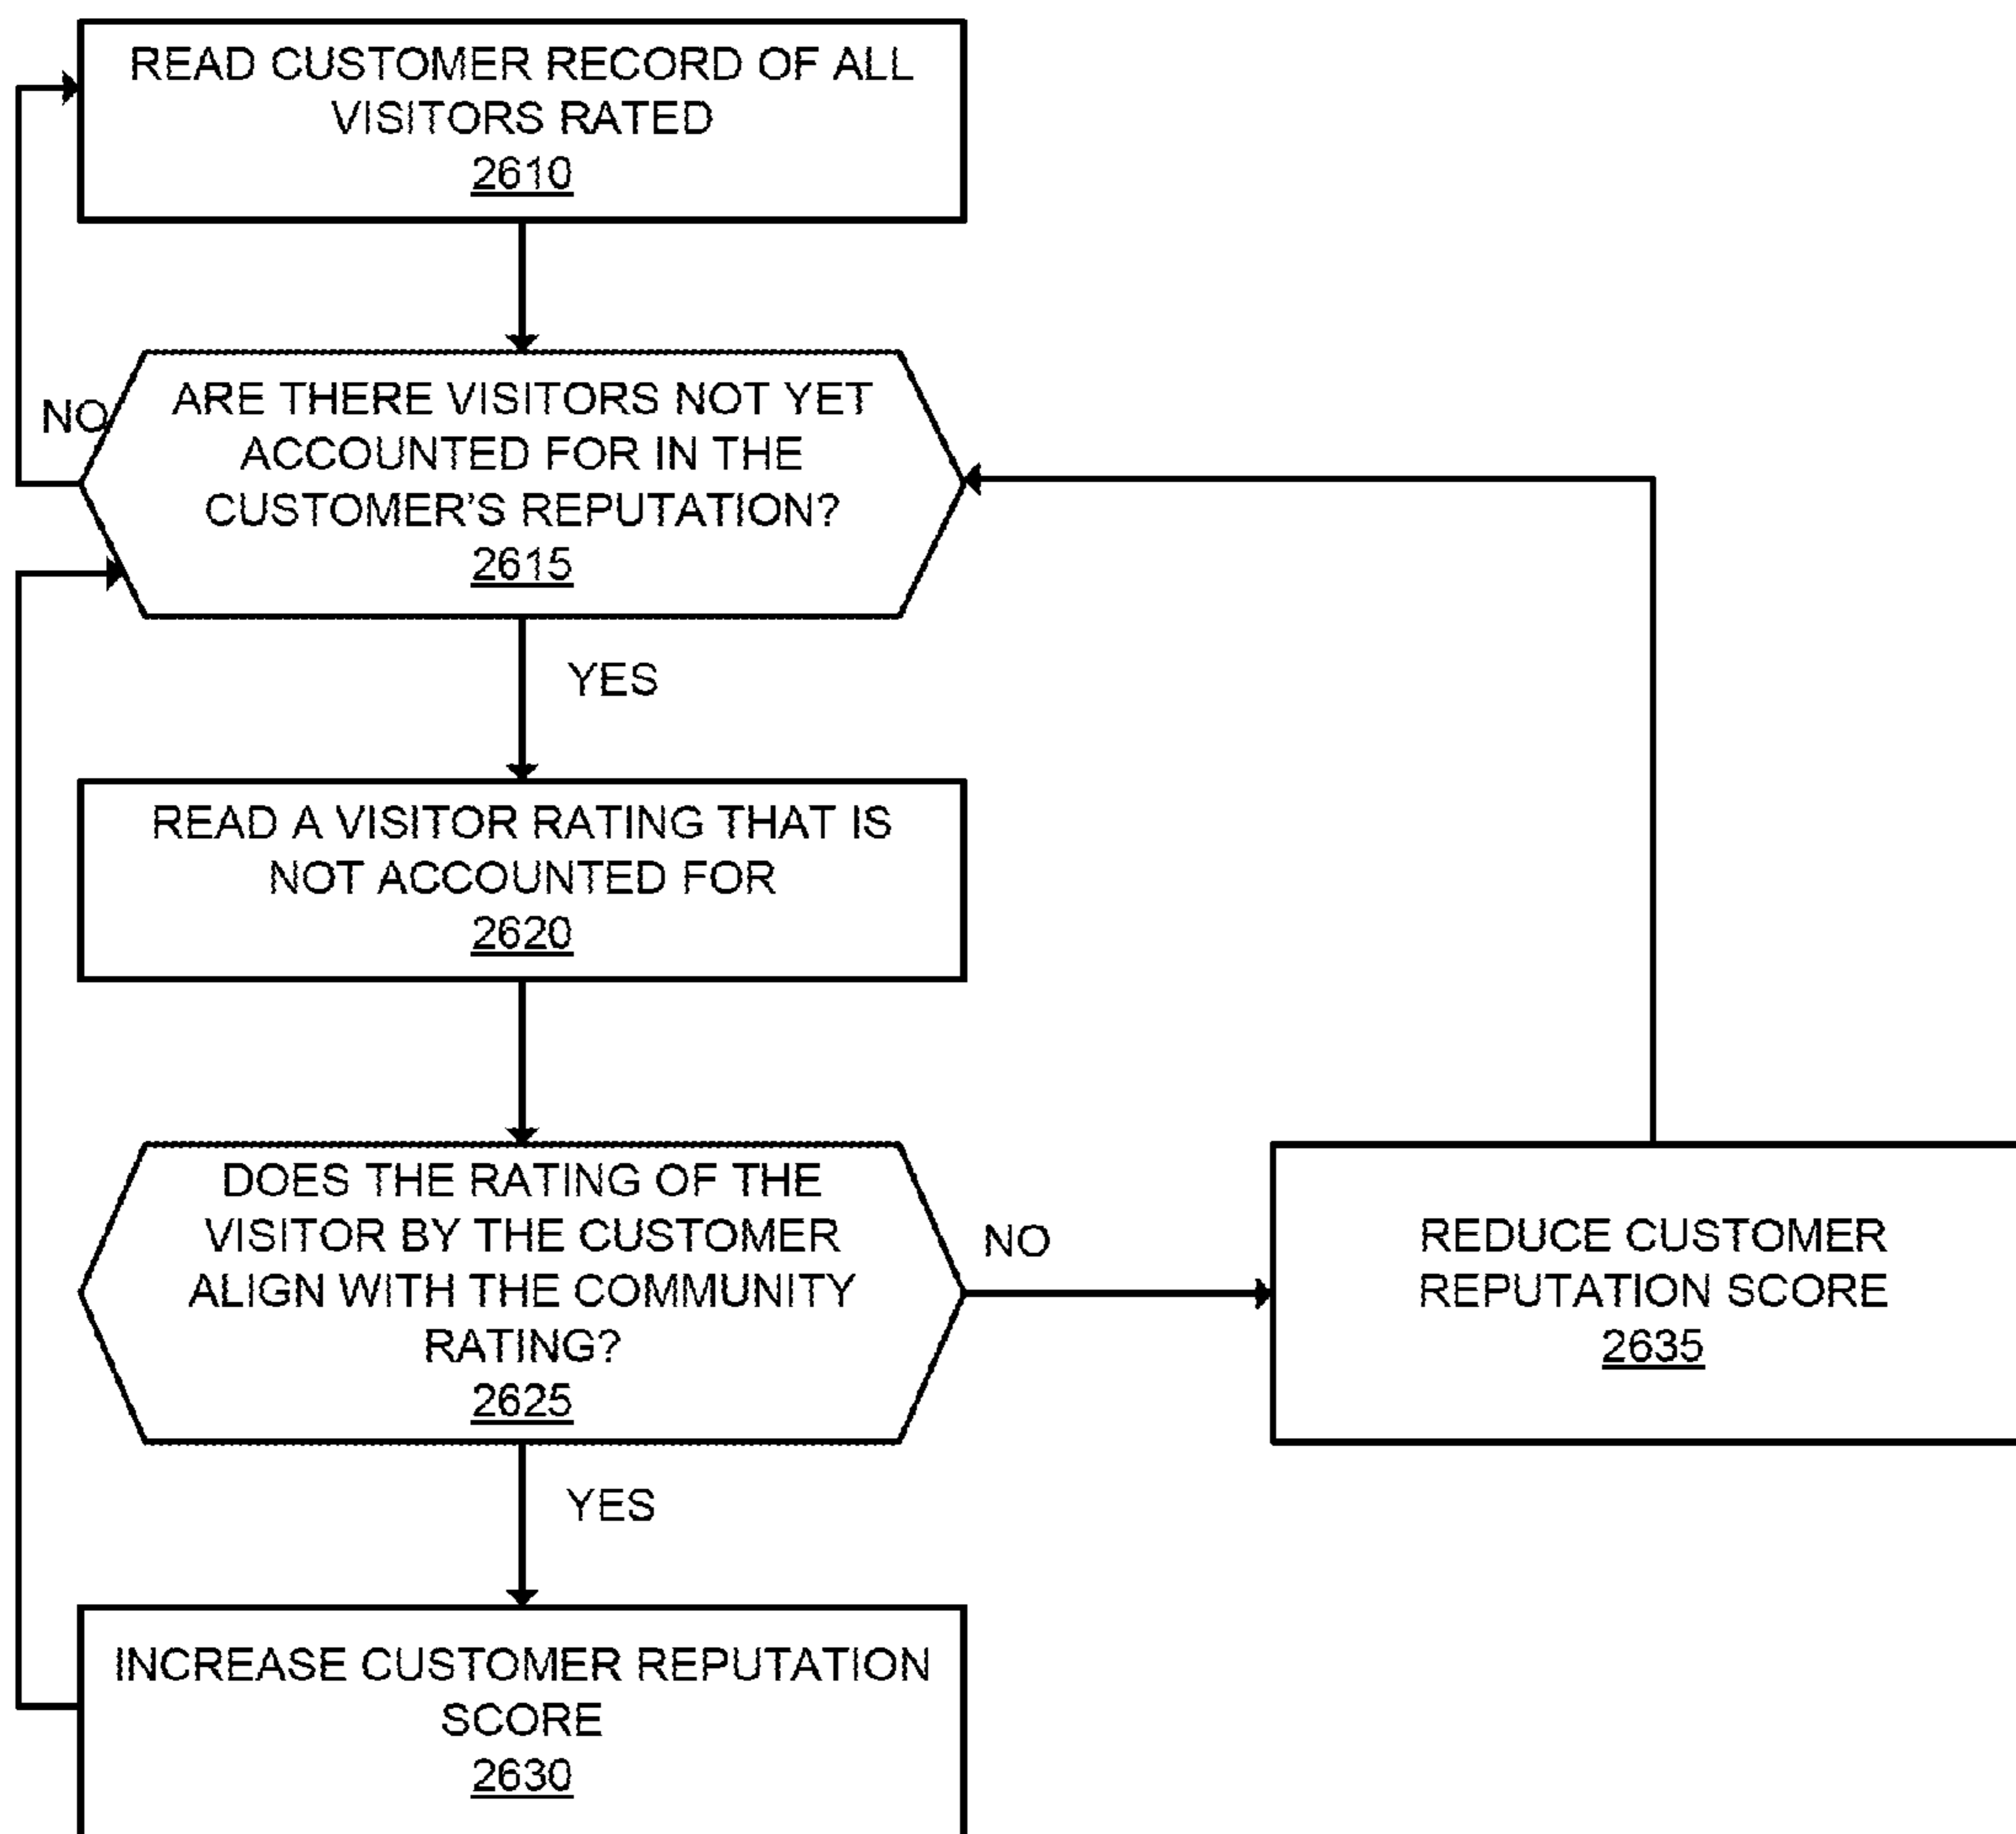 READ CUSTOMER RECORD OF ALL
VISITORS RATED
2610
NO
ARE THERE VISITORS NOT YET
ACCOUNTED FOR IN THE
CUSTOMER'S REPUTATION?
2615
YES
READ A VISITOR RATING THAT IS
NOT ACCOUNTED FOR
2620
DOES THE RATING OF THE
VISITOR BY THE CUSTOMER
ALIGN WITH THE COMMUNITY
RATING?
2625
NO
REDUCE CUSTOMER
REPUTATION SCORE
2635
YES
INCREASE CUSTOMER REPUTATION
SCORE
2630